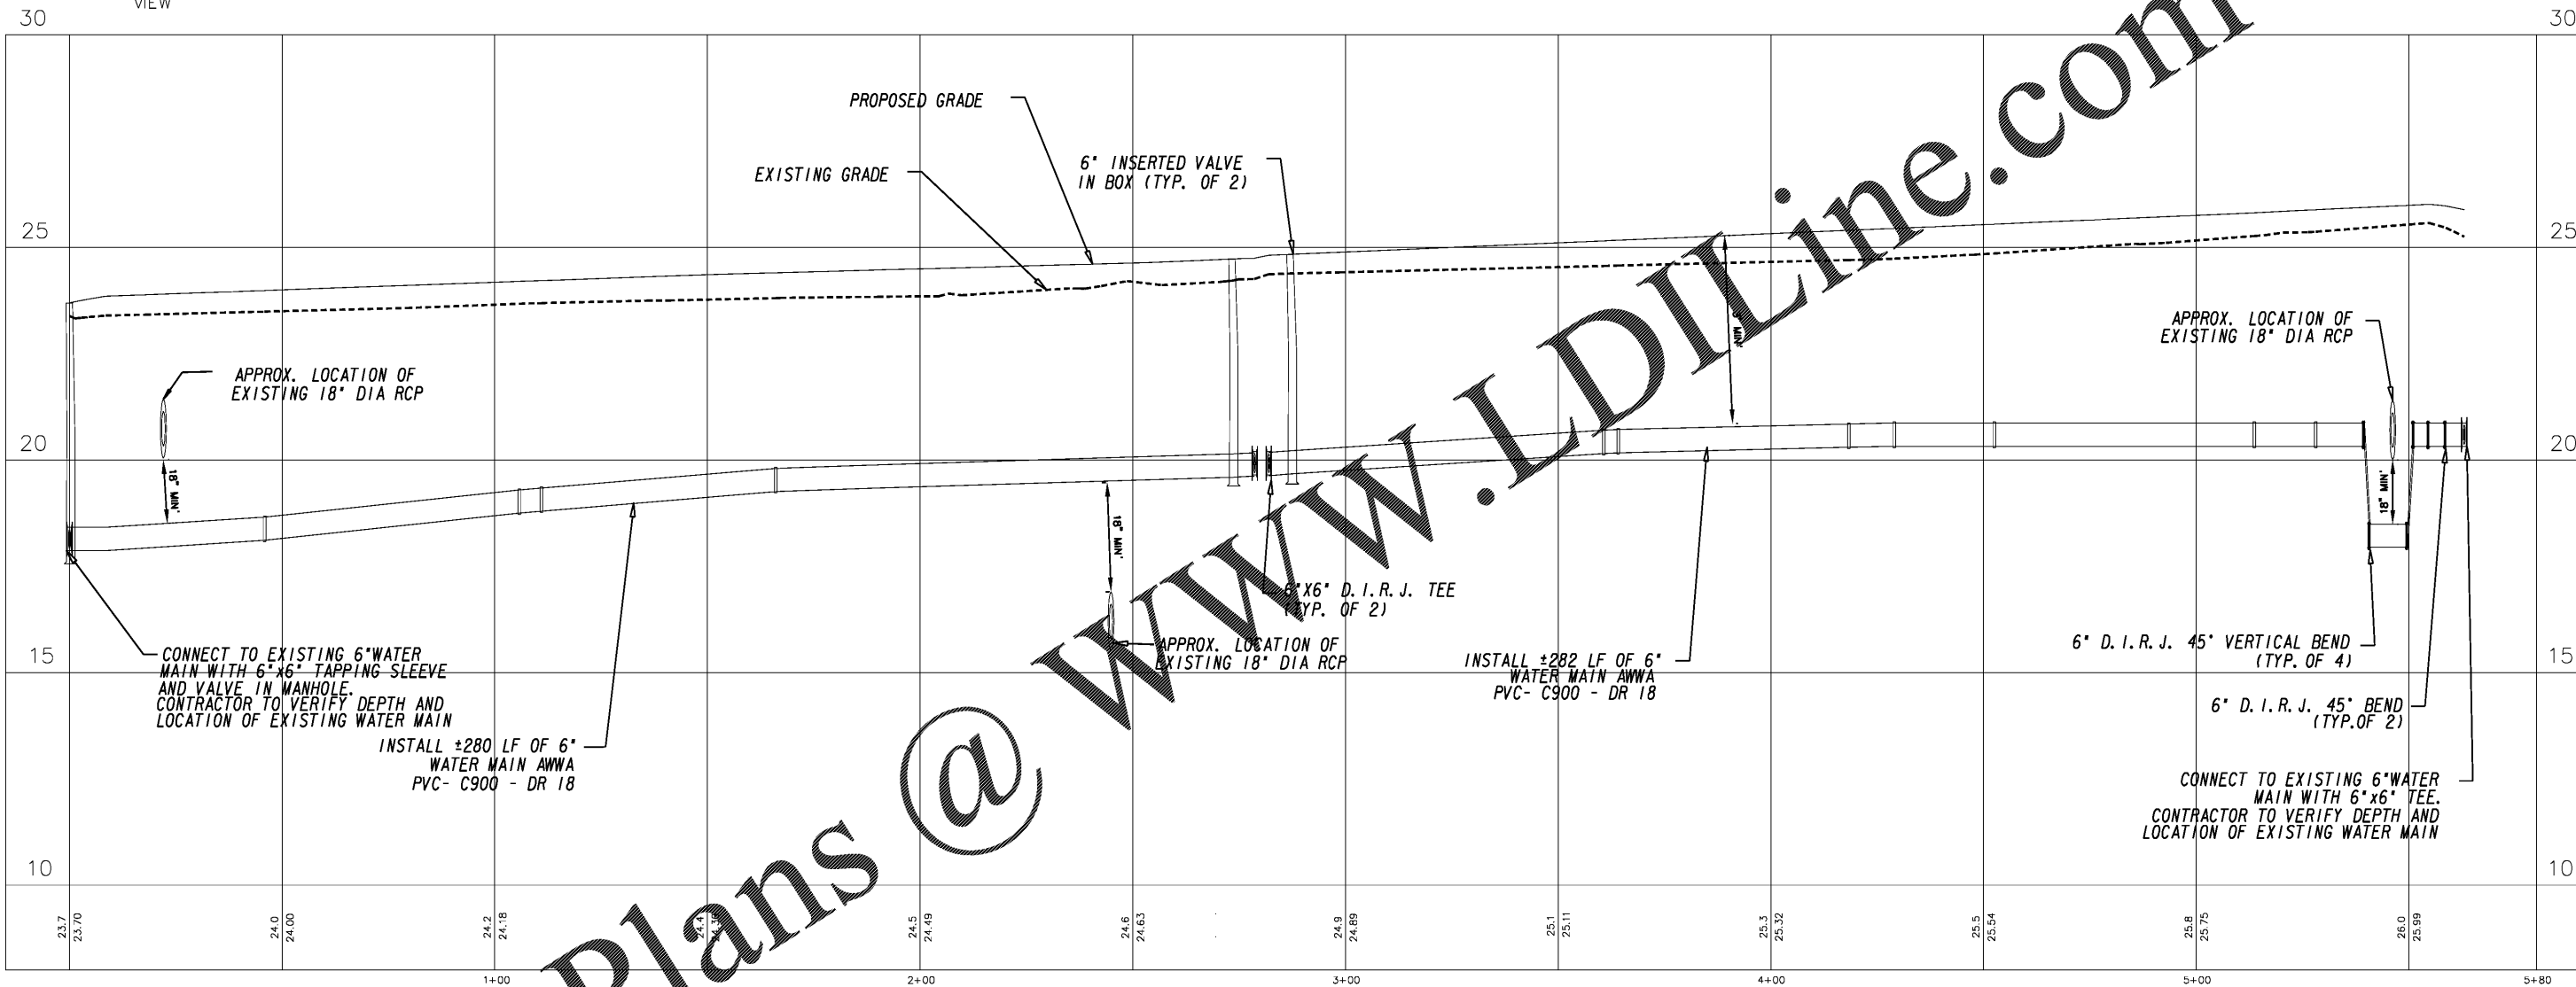 VIEW
30
30
PROPOSED GRADE
EXISTING GRADE
6" INSERTED VALVE
IN BOX (TYP. OF 2)
25
25
APPROX. LOCATION OF
EXISTING 18" DIA RCP
APPROX. LOCATION OF
EXISTING 18" DIA RCP
MIN.
18" MIN.
18" MIN.
18" MIN.
20
20
6"X6" D.I.R.J. TEE
(TYP. OF 2)
APPROX. LOCATION OF
EXISTING 18" DIA RCP
15
15
CONNECT TO EXISTING 6"WATER
MAIN WITH 6"x6" TAPPING SLEEVE
AND VALVE IN MANHOLE.
CONTRACTOR TO VERIFY DEPTH AND
LOCATION OF EXISTING WATER MAIN
INSTALL ±280 LF OF 6"
WATER MAIN AWWA
PVC- C900 - DR 18
INSTALL ±282 LF OF 6"
WATER MAIN AWWA
PVC- C900 - DR 18
6" D.I.R.J. 45° VERTICAL BEND
(TYP. OF 4)
6" D.I.R.J. 45° BEND
(TYP.OF 2)
CONNECT TO EXISTING 6"WATER
MAIN WITH 6"x6" TEE.
CONTRACTOR TO VERIFY DEPTH AND
LOCATION OF EXISTING WATER MAIN
Plans @ www.LDILine.com
10
10
23.7
23.70
24.0
24.00
24.2
24.18
24.4
24.5
24.49
24.6
24.63
24.9
24.89
25.1
25.11
25.3
25.32
25.5
25.54
25.8
25.75
26.0
25.99
1+00
2+00
3+00
4+00
5+00
5+80